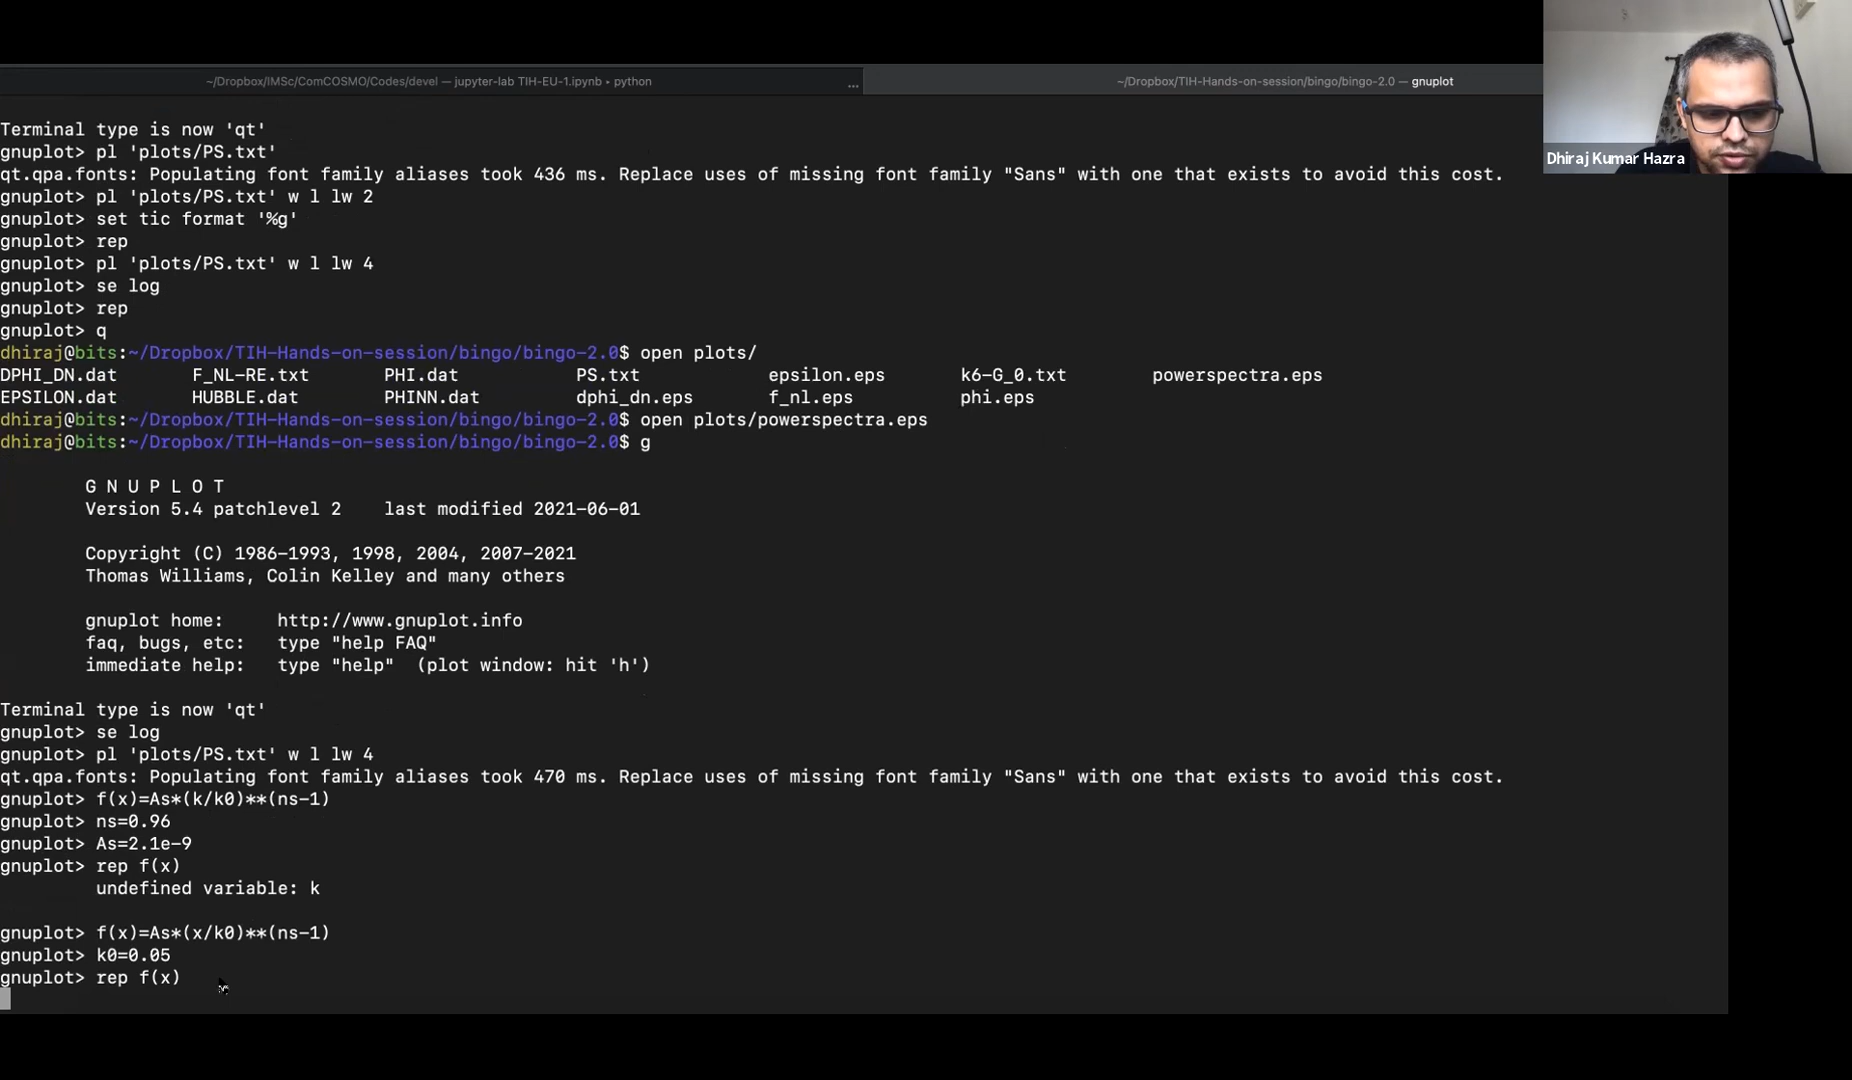 ~/Dropbox/IMSc/ComCOSMO/Codes/devel — jupyter-lab TIH-EU-1.ipynb ▸ python ...
~/Dropbox/TIH-Hands-on-session/bingo/bingo-2.0 — gnuplot
Dhiraj Kumar Hazra
Terminal type is now 'qt'
gnuplot> pl 'plots/PS.txt'
qt.qpa.fonts: Populating font family aliases took 436 ms. Replace uses of missing font family "Sans" with one that exists to avoid this cost.
gnuplot> pl 'plots/PS.txt' w l lw 2
gnuplot> set tic format '%g'
gnuplot> rep
gnuplot> pl 'plots/PS.txt' w l lw 4
gnuplot> se log
gnuplot> rep
gnuplot> q
dhiraj@bits:~/Dropbox/TIH-Hands-on-session/bingo/bingo-2.0$ open plots/
DPHI_DN.dat F_NL-RE.txt PHI.dat PS.txt epsilon.eps k6-G_0.txt powerspectra.eps
EPSILON.dat HUBBLE.dat PHINN.dat dphi_dn.eps f_nl.eps phi.eps
dhiraj@bits:~/Dropbox/TIH-Hands-on-session/bingo/bingo-2.0$ open plots/powerspectra.eps
dhiraj@bits:~/Dropbox/TIH-Hands-on-session/bingo/bingo-2.0$ g
G N U P L O T
Version 5.4 patchlevel 2 last modified 2021-06-01
Copyright (C) 1986-1993, 1998, 2004, 2007-2021
Thomas Williams, Colin Kelley and many others
gnuplot home: http://www.gnuplot.info
faq, bugs, etc: type "help FAQ"
immediate help: type "help" (plot window: hit 'h')
Terminal type is now 'qt'
gnuplot> se log
gnuplot> pl 'plots/PS.txt' w l lw 4
qt.qpa.fonts: Populating font family aliases took 470 ms. Replace uses of missing font family "Sans" with one that exists to avoid this cost.
gnuplot> f(x)=As*(k/k0)**(ns-1)
gnuplot> ns=0.96
gnuplot> As=2.1e-9
gnuplot> rep f(x)
undefined variable: k
gnuplot> f(x)=As*(x/k0)**(ns-1)
gnuplot> k0=0.05
gnuplot> rep f(x)